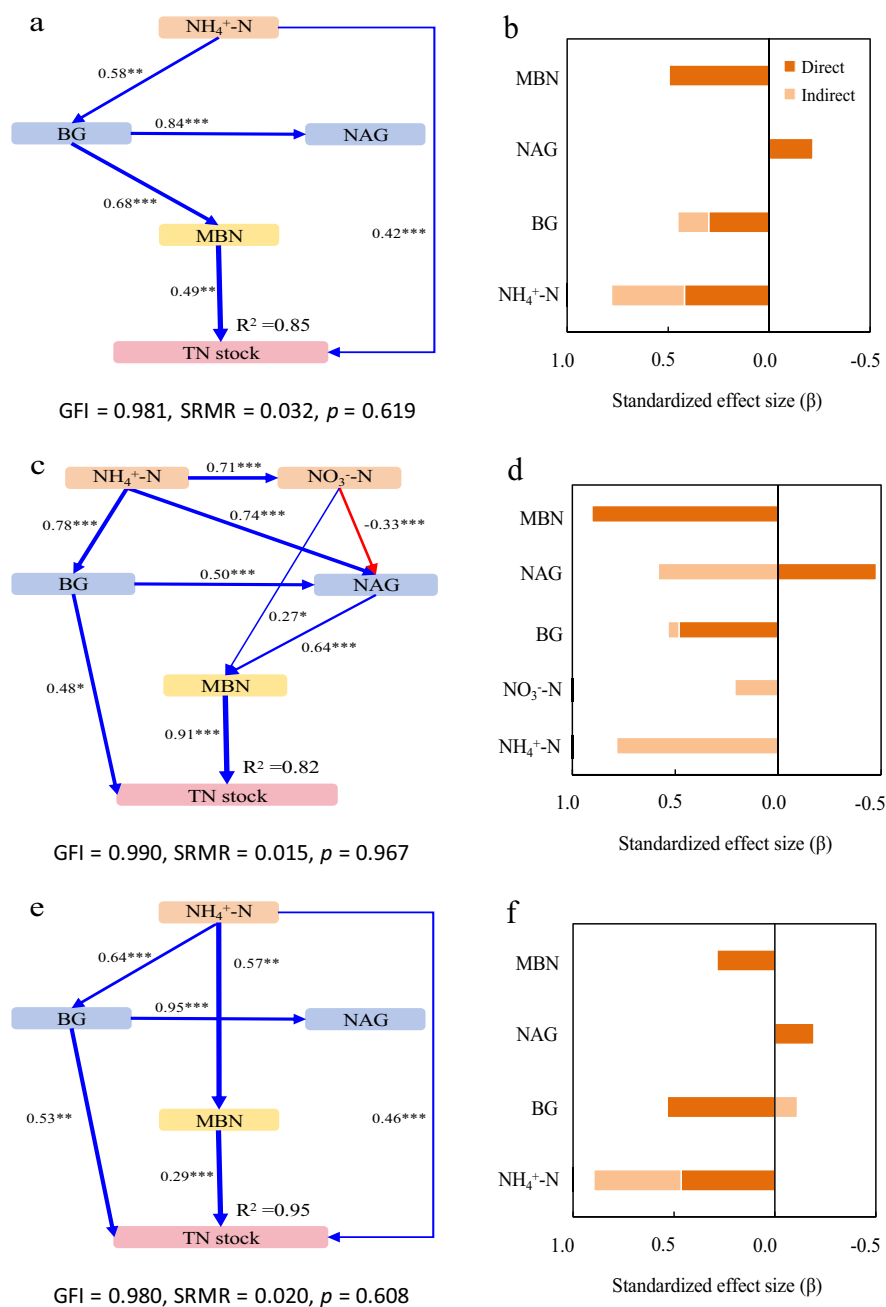 a
NH₄⁺-N
0.58**
BG
0.84***
NAG
0.68***
MBN
0.42***
0.49**
R² =0.85
TN stock
GFI = 0.981, SRMR = 0.032, p = 0.619
b
Direct
Indirect
MBN
NAG
BG
NH₄⁺-N
1.0 0.5 0.0 -0.5
Standardized effect size (β)
c
NH₄⁺-N
0.71***
NO₃⁻-N
0.78***
0.74***
-0.33***
BG
0.50***
NAG
0.27*
0.64***
0.48*
MBN
0.91***
R² =0.82
TN stock
GFI = 0.990, SRMR = 0.015, p = 0.967
d
MBN
NAG
BG
NO₃⁻-N
NH₄⁺-N
1.0 0.5 0.0 -0.5
Standardized effect size (β)
e
NH₄⁺-N
0.64***
0.57**
BG
0.95***
NAG
0.53**
MBN
0.46***
0.29***
R² =0.95
TN stock
GFI = 0.980, SRMR = 0.020, p = 0.608
f
MBN
NAG
BG
NH₄⁺-N
1.0 0.5 0.0 -0.5
Standardized effect size (β)